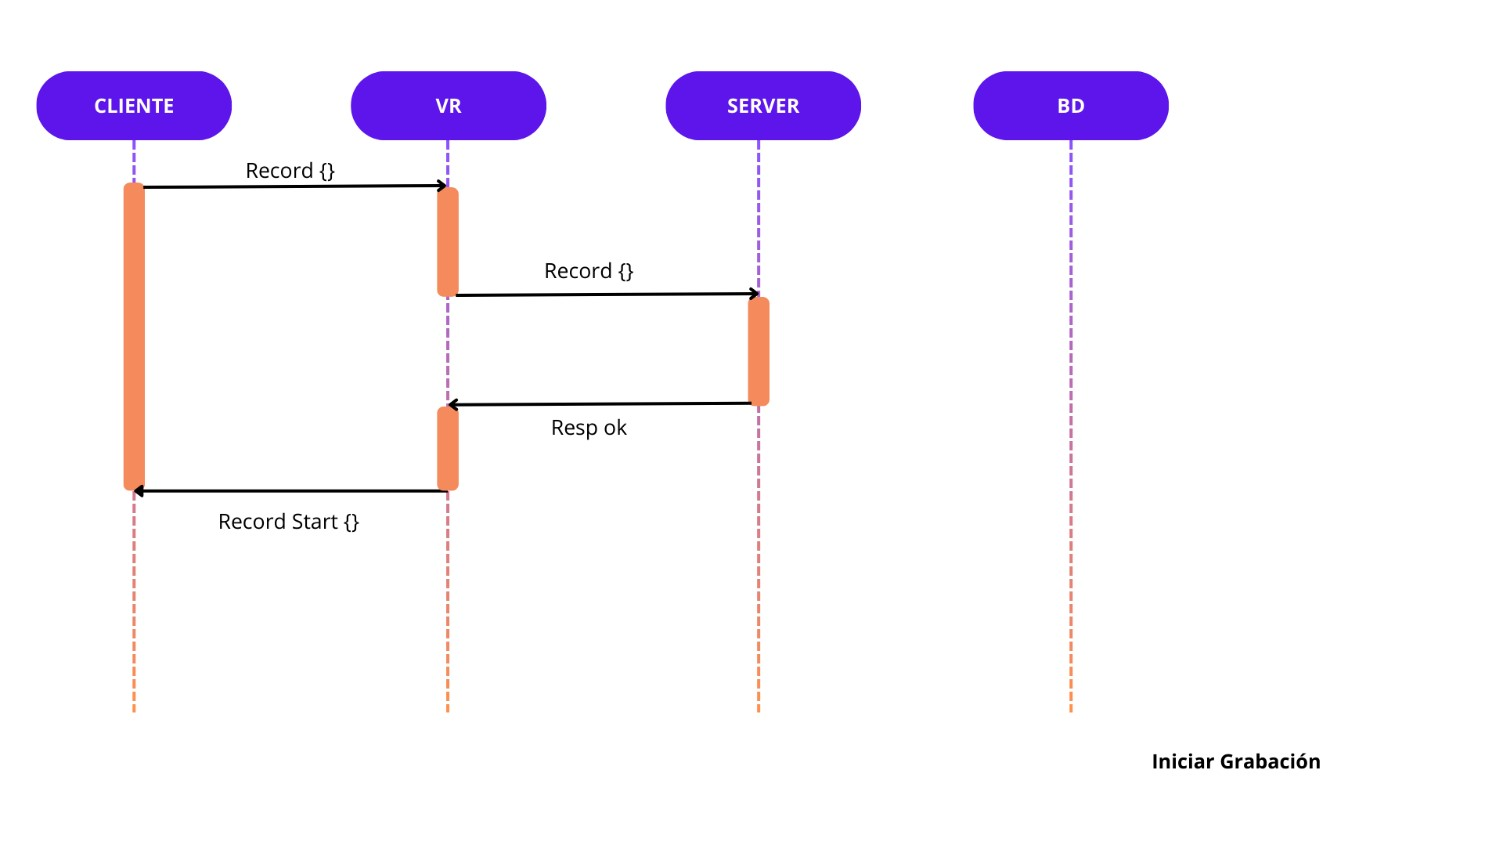 CLIENTE
VR
SERVER
BD
Record {}
Record {}
Resp ok
Record Start {}
Iniciar Grabación